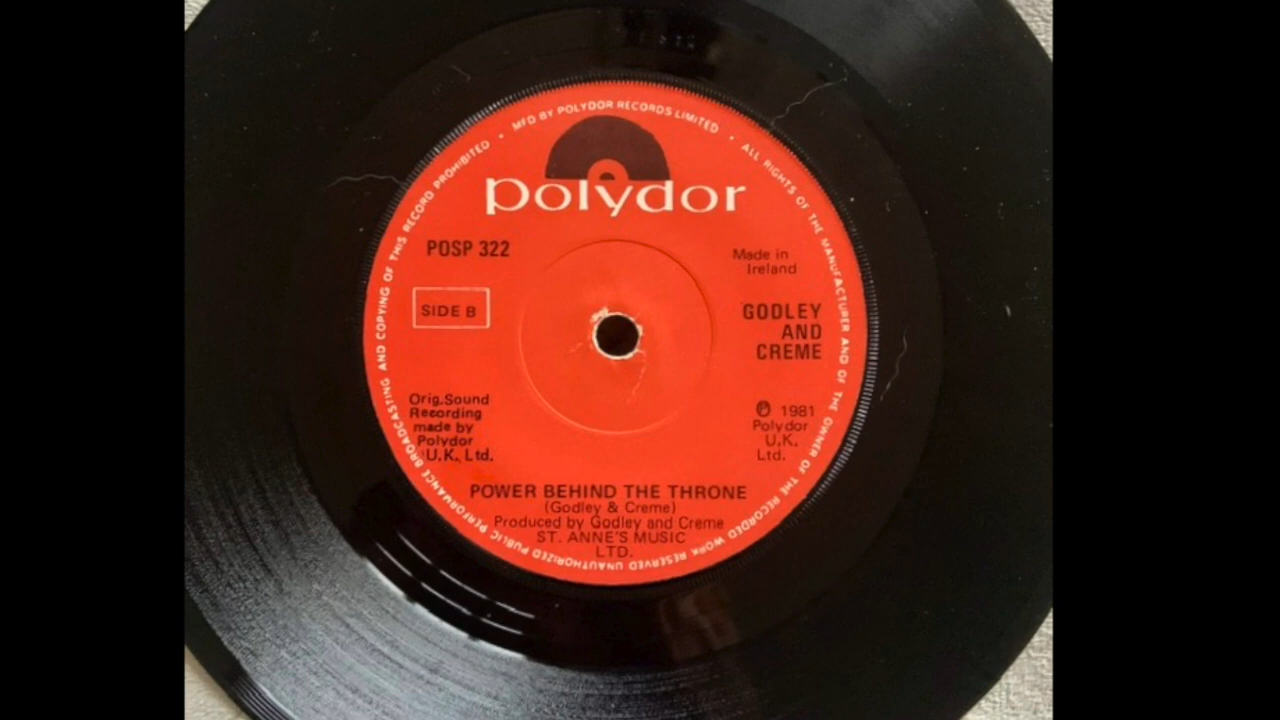 MFD BY POLYDOR RECORDS LIMITED • ALL RIGHTS OF THE MANUFACTURER AND OF THE OWNER OF THE RECORDED WORK RESERVED UNAUTHORIZED PUBLIC PERFORMANCE BROADCASTING AND COPYING OF THIS RECORD PROHIBITED •
polydor
POSP 322
Made in
Ireland
SIDE B
GODLEY
AND
CREME
Orig.Sound
Recording
made by
Polydor
U.K. Ltd.
℗ 1981
Polydor
U.K.
Ltd.
POWER BEHIND THE THRONE
(Godley & Creme)
Produced by Godley and Creme
ST. ANNE'S MUSIC
LTD.